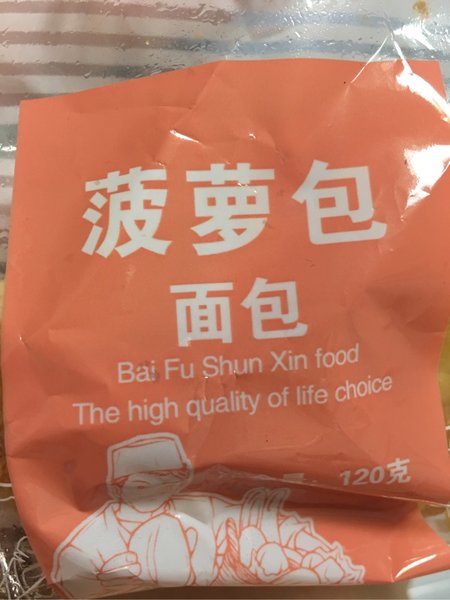 菠萝包
面包
Bai Fu Shun Xin food
The high quality of life choice
量：120克